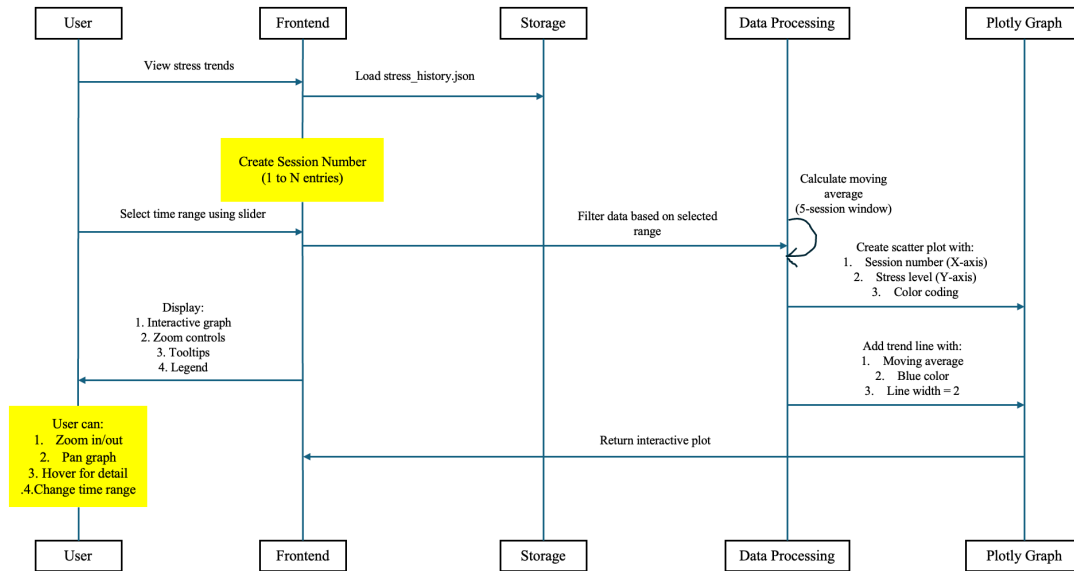 User
Frontend
Storage
Data Processing
Plotly Graph
View stress trends
Load stress_history.json
Create Session Number
(1 to N entries)
Calculate moving
average
(5-session window)
Select time range using slider
Filter data based on selected
range
Create scatter plot with:
1. Session number (X-axis)
2. Stress level (Y-axis)
3. Color coding
Display:
1. Interactive graph
2. Zoom controls
3. Tooltips
4. Legend
Add trend line with:
1. Moving average
2. Blue color
3. Line width = 2
User can:
1. Zoom in/out
2. Pan graph
3. Hover for detail
.4.Change time range
Return interactive plot
User
Frontend
Storage
Data Processing
Plotly Graph